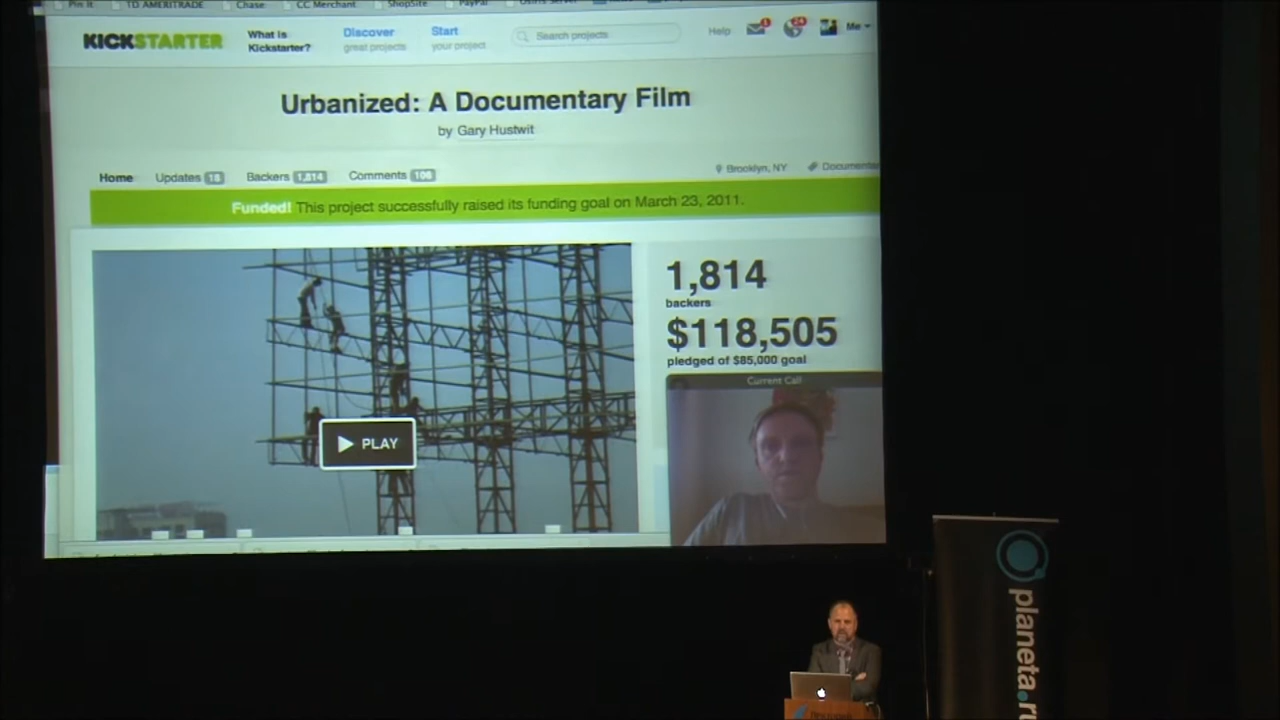 Pin It
TD AMERITRADE
Chase
CC Merchant
ShopSite
PayPal
KICKSTARTER
What is
Kickstarter?
Discover
great projects
Start
your project
Search projects
Help
Me
Urbanized: A Documentary Film
by Gary Hustwit
Home
Updates 18
Backers 1,814
Comments 106
Brooklyn, NY
Funded! This project successfully raised its funding goal on March 23, 2011.
1,814
backers
$118,505
pledged of $85,000 goal
PLAY
Current Call
planeta.ru